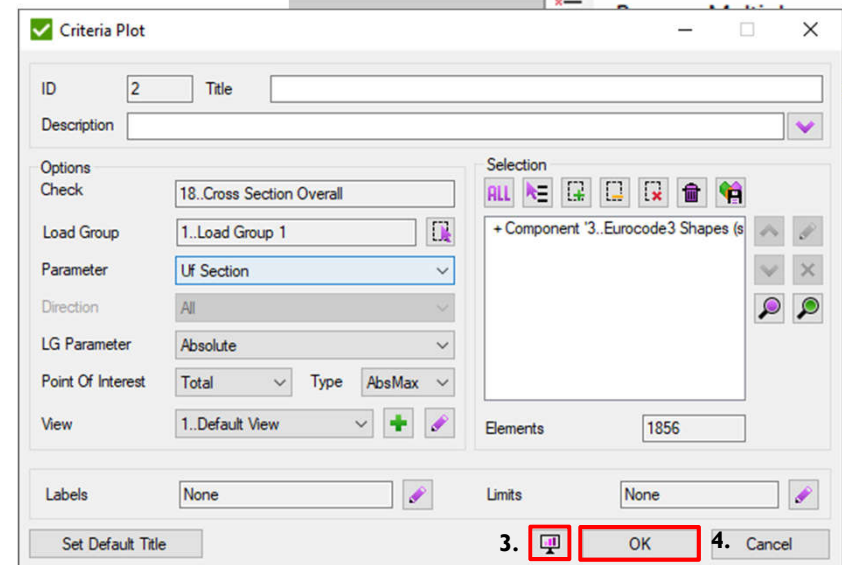 Criteria Plot
ID 2 Title
Description
Options
Check 18..Cross Section Overall
Load Group 1..Load Group 1
Parameter Uf Section
Direction All
LG Parameter Absolute
Point Of Interest Total Type AbsMax
View 1..Default View
Selection
ALL
+ Component '3..Eurocode3 Shapes (s
Elements 1856
Labels None Limits None
Set Default Title 3. OK 4. Cancel